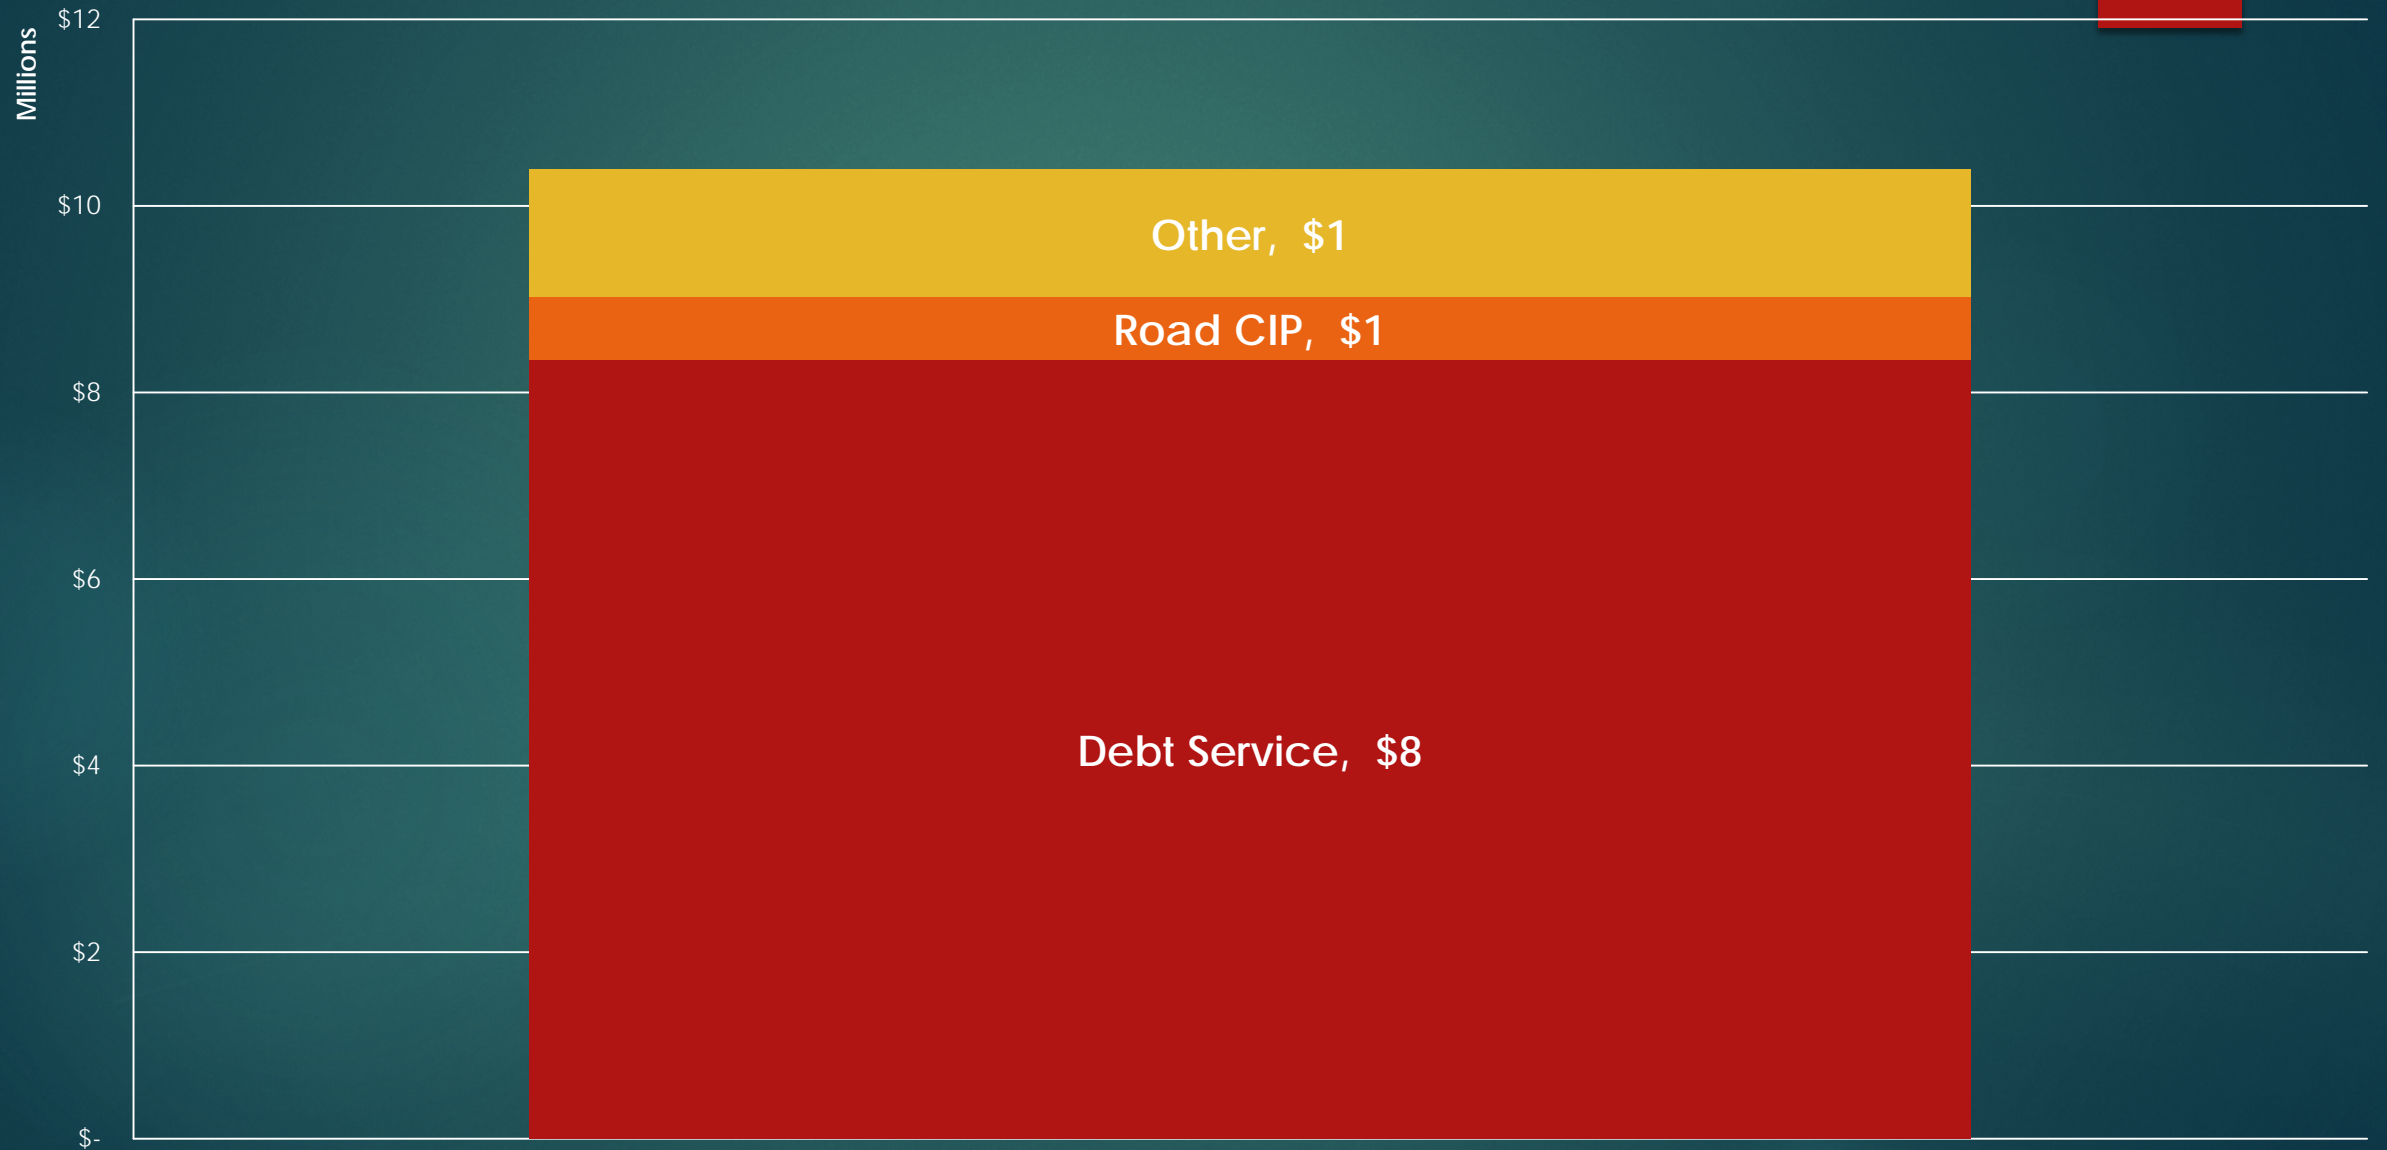 Millions
$12
$10
$8
$6
$4
$2
$-
Other, $1
Road CIP, $1
Debt Service, $8